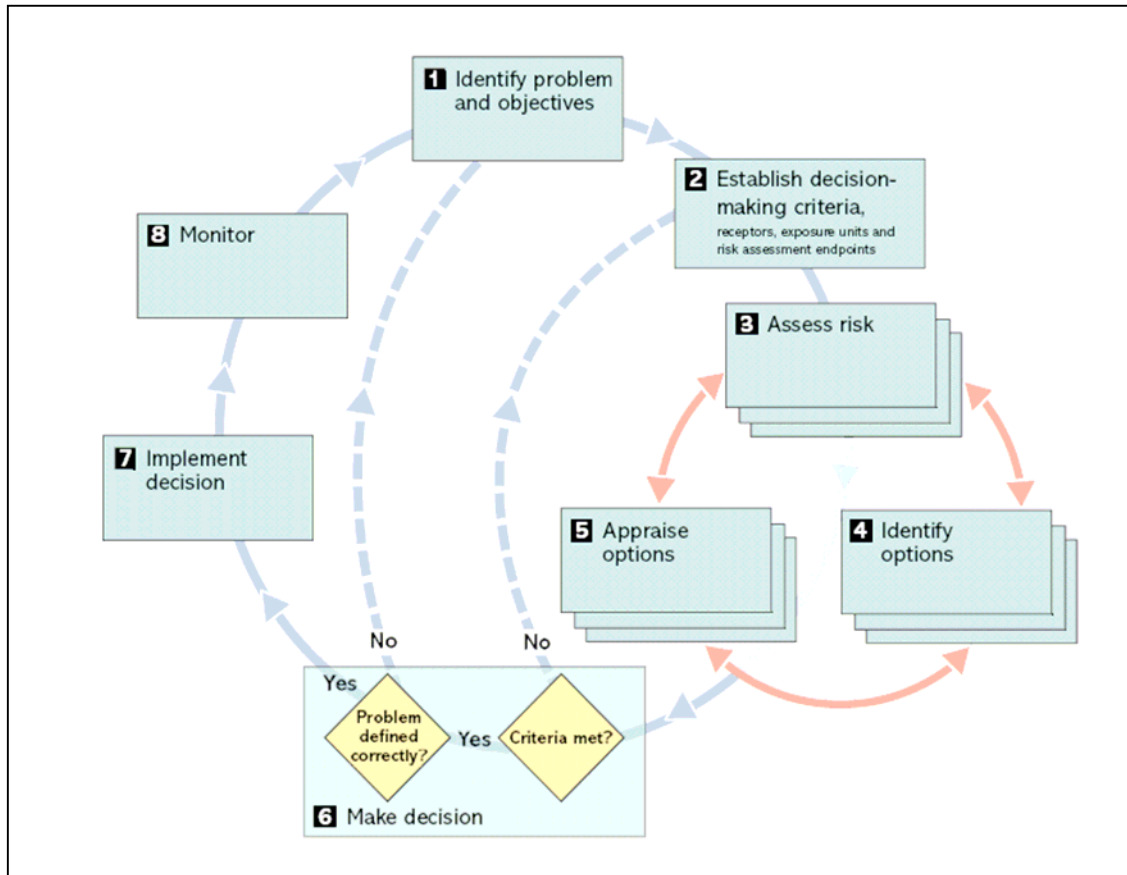 1 Identify problem
and objectives
2 Establish decision-
making criteria,
receptors, exposure units and
risk assessment endpoints
3 Assess risk
4 Identify
options
5 Appraise
options
No
No
Yes
Problem
defined
correctly?
Yes
Criteria met?
6 Make decision
7 Implement
decision
8 Monitor